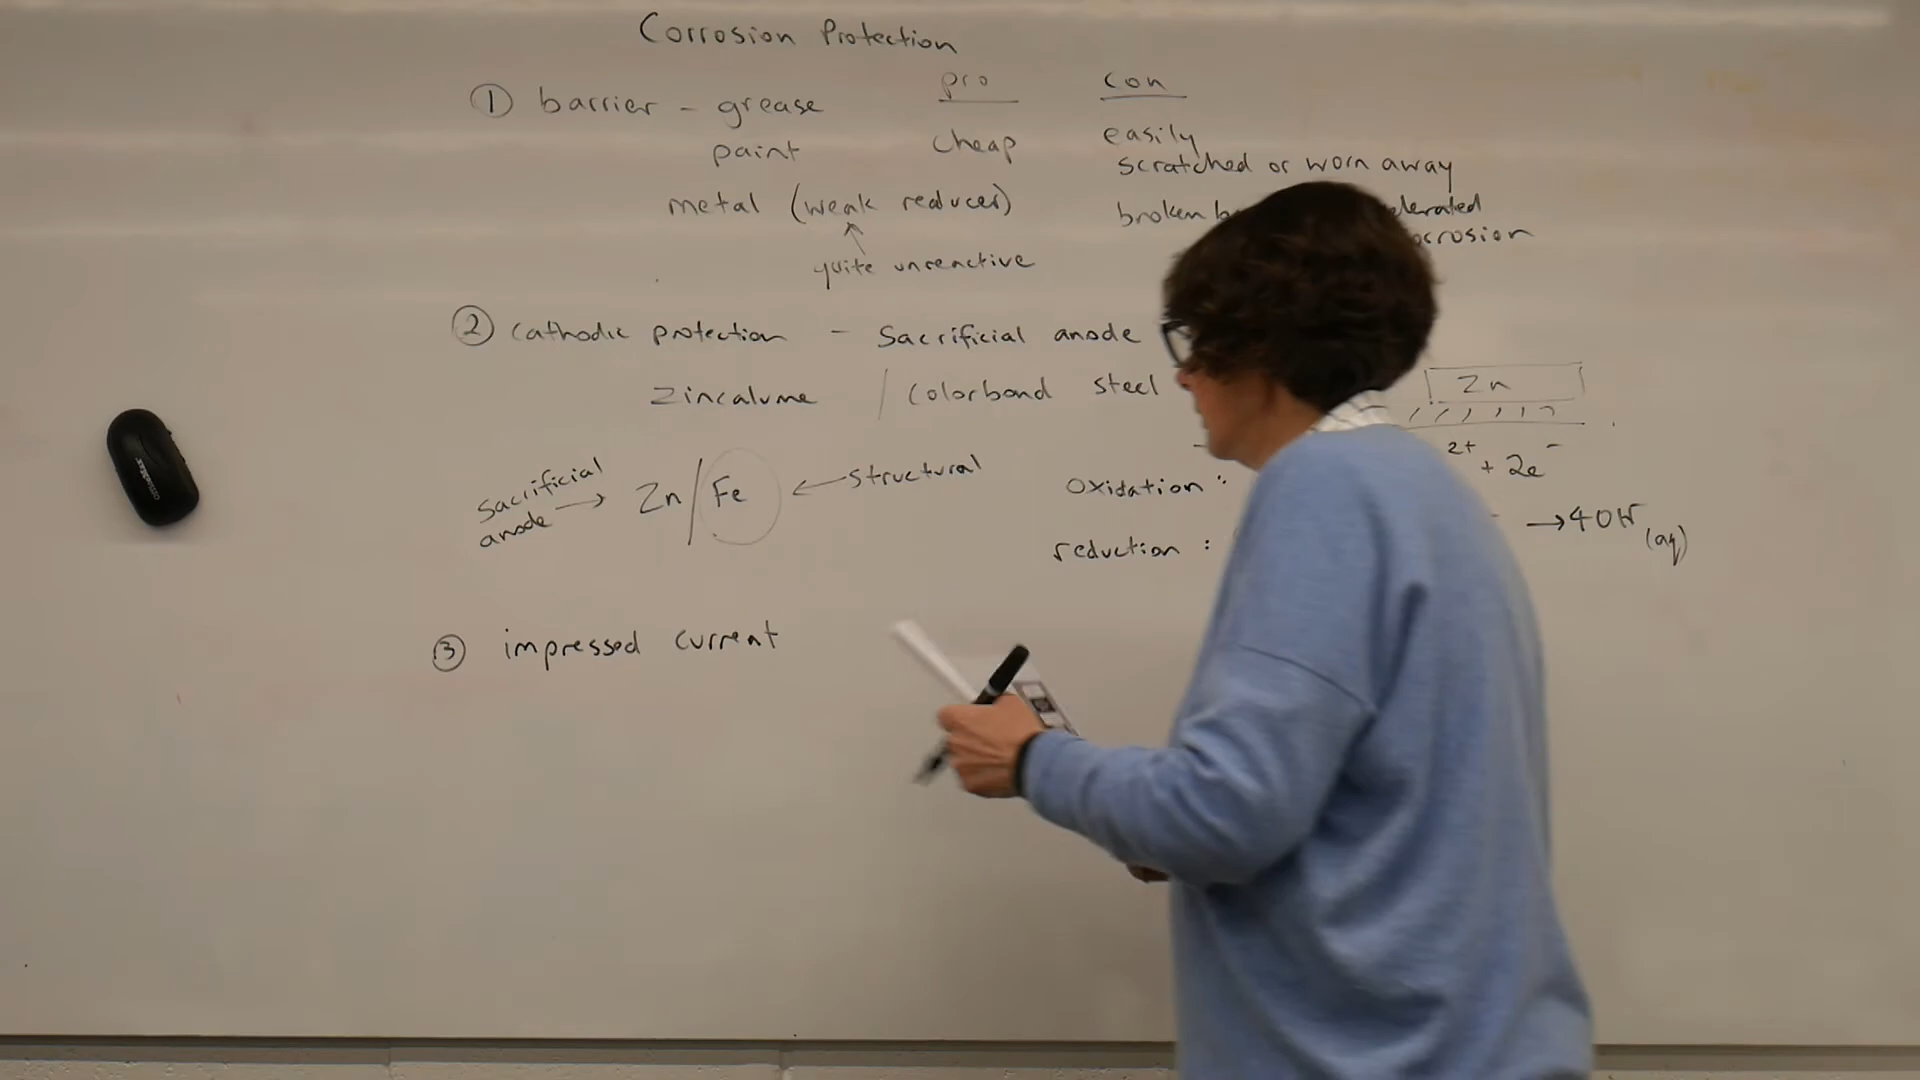 Corrosion Protection
pro con
① barrier - grease
paint cheap easily
scratched or worn away
metal (weak reducer) broken
corrosion
quite unreactive
② cathodic protection - Sacrificial anode
Zn
Zincalume / Colorbond steel
2+ + 2e⁻
Sacrificial
anode → Zn / Fe ← structural
Oxidation :
→ 4OH⁻ (aq)
reduction :
③ impressed current